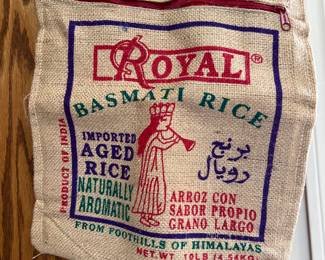 ROYAL®
BASMATI RICE
IMPORTED
AGED
RICE
NATURALLY
AROMATIC
برنج
رويال
ARROZ CON
SABOR PROPIO
GRANO LARGO
PRODUCT OF INDIA
FROM FOOTHILLS OF HIMALAYAS
NET.WT. 10LB (4.54KG)